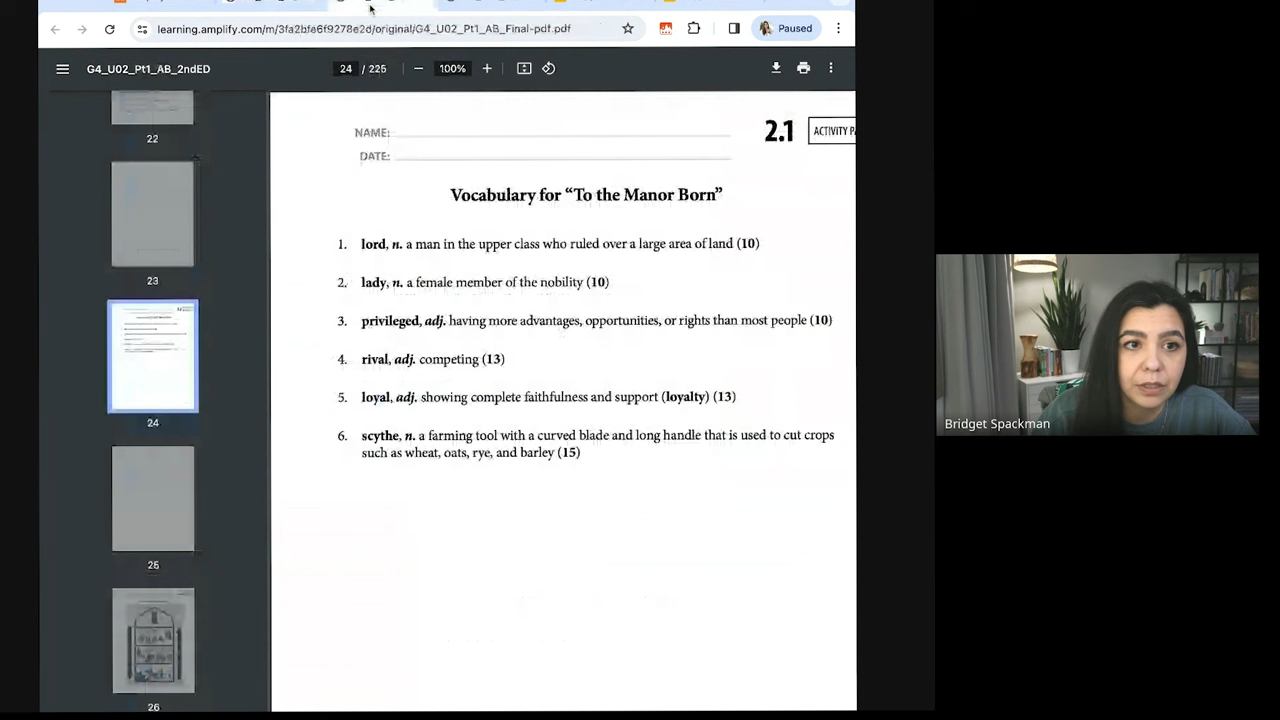 learning.amplify.com/m/3fa2bfa6f9278e2d/original/G4_U02_Pt1_AB_Final-pdf.pdf
Paused
G4_U02_Pt1_AB_2ndED
24 / 225
100%
22
23
24
25
26
NAME:
DATE:
2.1
ACTIVITY PA
Vocabulary for “To the Manor Born”
1. lord, n. a man in the upper class who ruled over a large area of land (10)
2. lady, n. a female member of the nobility (10)
3. privileged, adj. having more advantages, opportunities, or rights than most people (10)
4. rival, adj. competing (13)
5. loyal, adj. showing complete faithfulness and support (loyalty) (13)
6. scythe, n. a farming tool with a curved blade and long handle that is used to cut crops
such as wheat, oats, rye, and barley (15)
Bridget Spackman